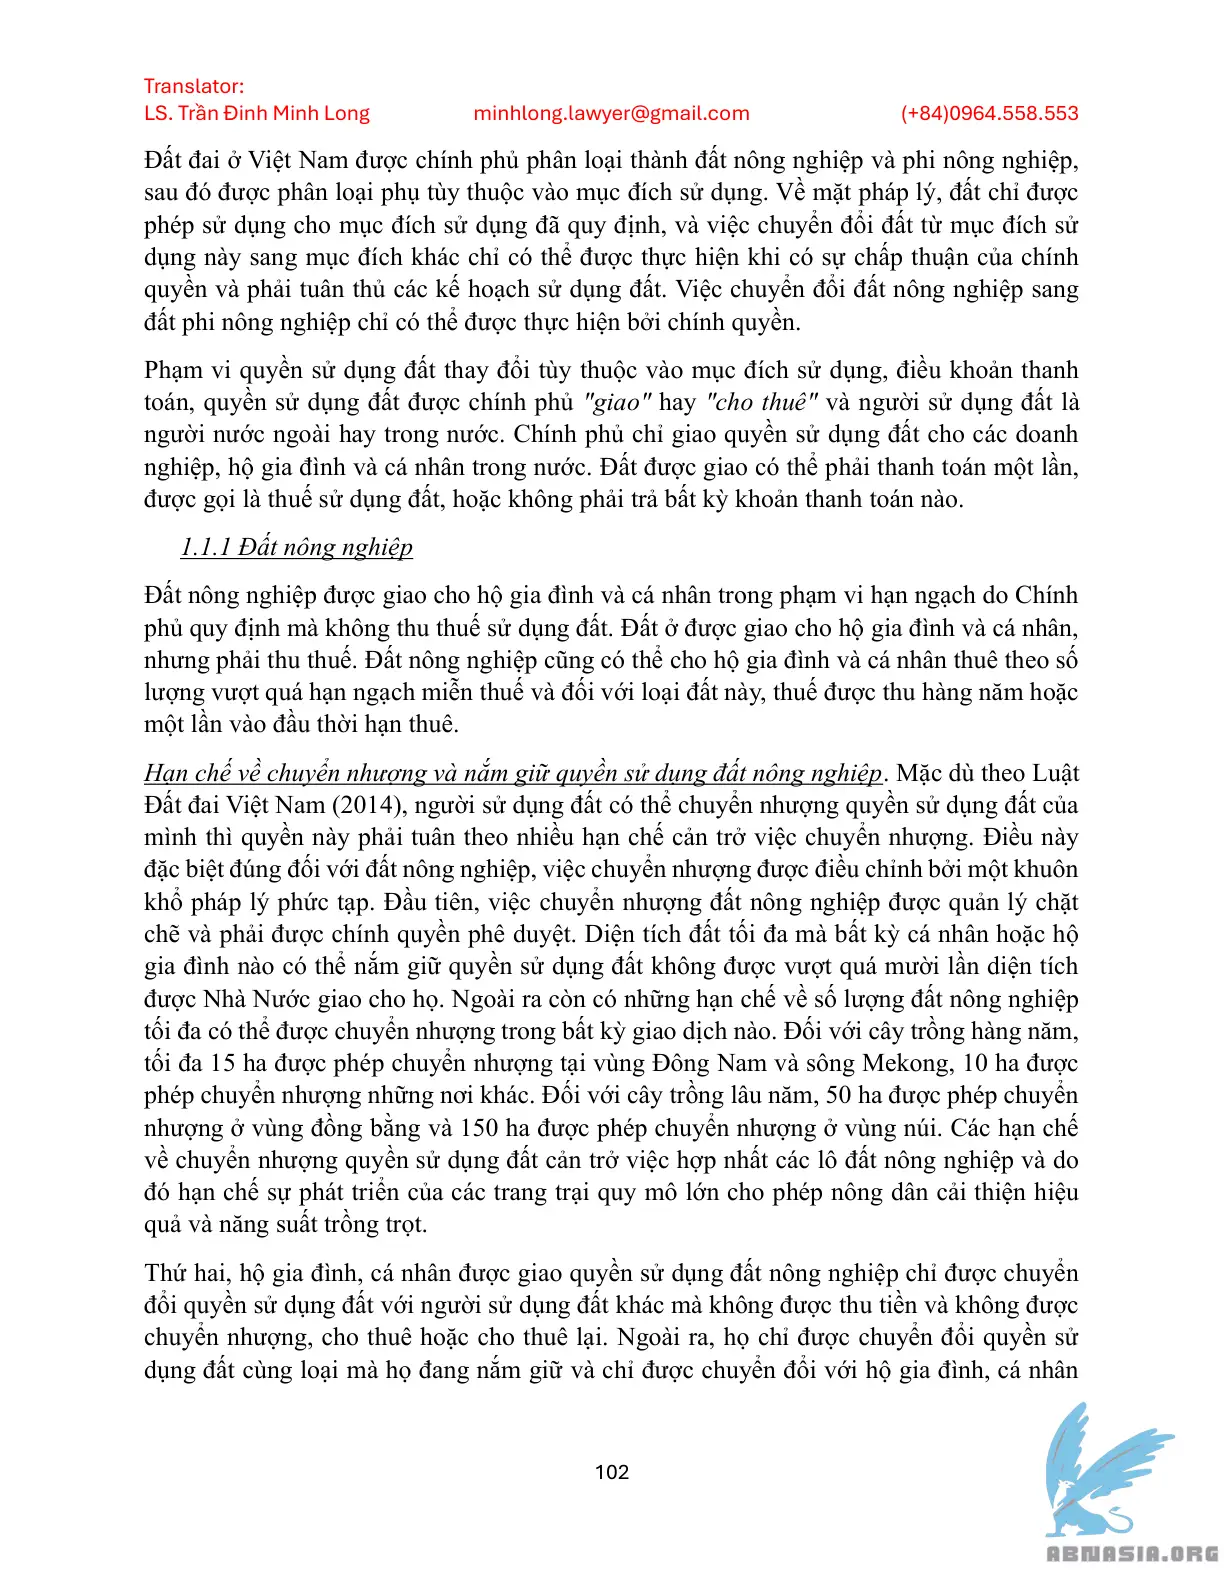 Translator:
LS. Trần Đình Minh Long minhlong.lawyer@gmail.com (+84)0964.558.553
Đất đai ở Việt Nam được chính phủ phân loại thành đất nông nghiệp và phi nông nghiệp,
sau đó được phân loại phụ tùy thuộc vào mục đích sử dụng. Về mặt pháp lý, đất chỉ được
phép sử dụng cho mục đích sử dụng đã quy định, và việc chuyển đổi đất từ mục đích sử
dụng này sang mục đích khác chỉ có thể được thực hiện khi có sự chấp thuận của chính
quyền và phải tuân thủ các kế hoạch sử dụng đất. Việc chuyển đổi đất nông nghiệp sang
đất phi nông nghiệp chỉ có thể được thực hiện bởi chính quyền.
Phạm vi quyền sử dụng đất thay đổi tùy thuộc vào mục đích sử dụng, điều khoản thanh
toán, quyền sử dụng đất được chính phủ "giao" hay "cho thuê" và người sử dụng đất là
người nước ngoài hay trong nước. Chính phủ chỉ giao quyền sử dụng đất cho các doanh
nghiệp, hộ gia đình và cá nhân trong nước. Đất được giao có thể phải thanh toán một lần,
được gọi là thuế sử dụng đất, hoặc không phải trả bất kỳ khoản thanh toán nào.
1.1.1 Đất nông nghiệp
Đất nông nghiệp được giao cho hộ gia đình và cá nhân trong phạm vi hạn ngạch do Chính
phủ quy định mà không thu thuế sử dụng đất. Đất ở được giao cho hộ gia đình và cá nhân,
nhưng phải thu thuế. Đất nông nghiệp cũng có thể cho hộ gia đình và cá nhân thuê theo số
lượng vượt quá hạn ngạch miễn thuế và đối với loại đất này, thuế được thu hàng năm hoặc
một lần vào đầu thời hạn thuê.
Hạn chế về chuyển nhượng và nắm giữ quyền sử dụng đất nông nghiệp. Mặc dù theo Luật
Đất đai Việt Nam (2014), người sử dụng đất có thể chuyển nhượng quyền sử dụng đất của
mình thì quyền này phải tuân theo nhiều hạn chế cản trở việc chuyển nhượng. Điều này
đặc biệt đúng đối với đất nông nghiệp, việc chuyển nhượng được điều chỉnh bởi một khuôn
khổ pháp lý phức tạp. Đầu tiên, việc chuyển nhượng đất nông nghiệp được quản lý chặt
chẽ và phải được chính quyền phê duyệt. Diện tích đất tối đa mà bất kỳ cá nhân hoặc hộ
gia đình nào có thể nắm giữ quyền sử dụng đất không được vượt quá mười lần diện tích
được Nhà Nước giao cho họ. Ngoài ra còn có những hạn chế về số lượng đất nông nghiệp
tối đa có thể được chuyển nhượng trong bất kỳ giao dịch nào. Đối với cây trồng hàng năm,
tối đa 15 ha được phép chuyển nhượng tại vùng Đông Nam và sông Mekong, 10 ha được
phép chuyển nhượng những nơi khác. Đối với cây trồng lâu năm, 50 ha được phép chuyển
nhượng ở vùng đồng bằng và 150 ha được phép chuyển nhượng ở vùng núi. Các hạn chế
về chuyển nhượng quyền sử dụng đất cản trở việc hợp nhất các lô đất nông nghiệp và do
đó hạn chế sự phát triển của các trang trại quy mô lớn cho phép nông dân cải thiện hiệu
quả và năng suất trồng trọt.
Thứ hai, hộ gia đình, cá nhân được giao quyền sử dụng đất nông nghiệp chỉ được chuyển
đổi quyền sử dụng đất với người sử dụng đất khác mà không được thu tiền và không được
chuyển nhượng, cho thuê hoặc cho thuê lại. Ngoài ra, họ chỉ được chuyển đổi quyền sử
dụng đất cùng loại mà họ đang nắm giữ và chỉ được chuyển đổi với hộ gia đình, cá nhân
102
ABNASIA.ORG